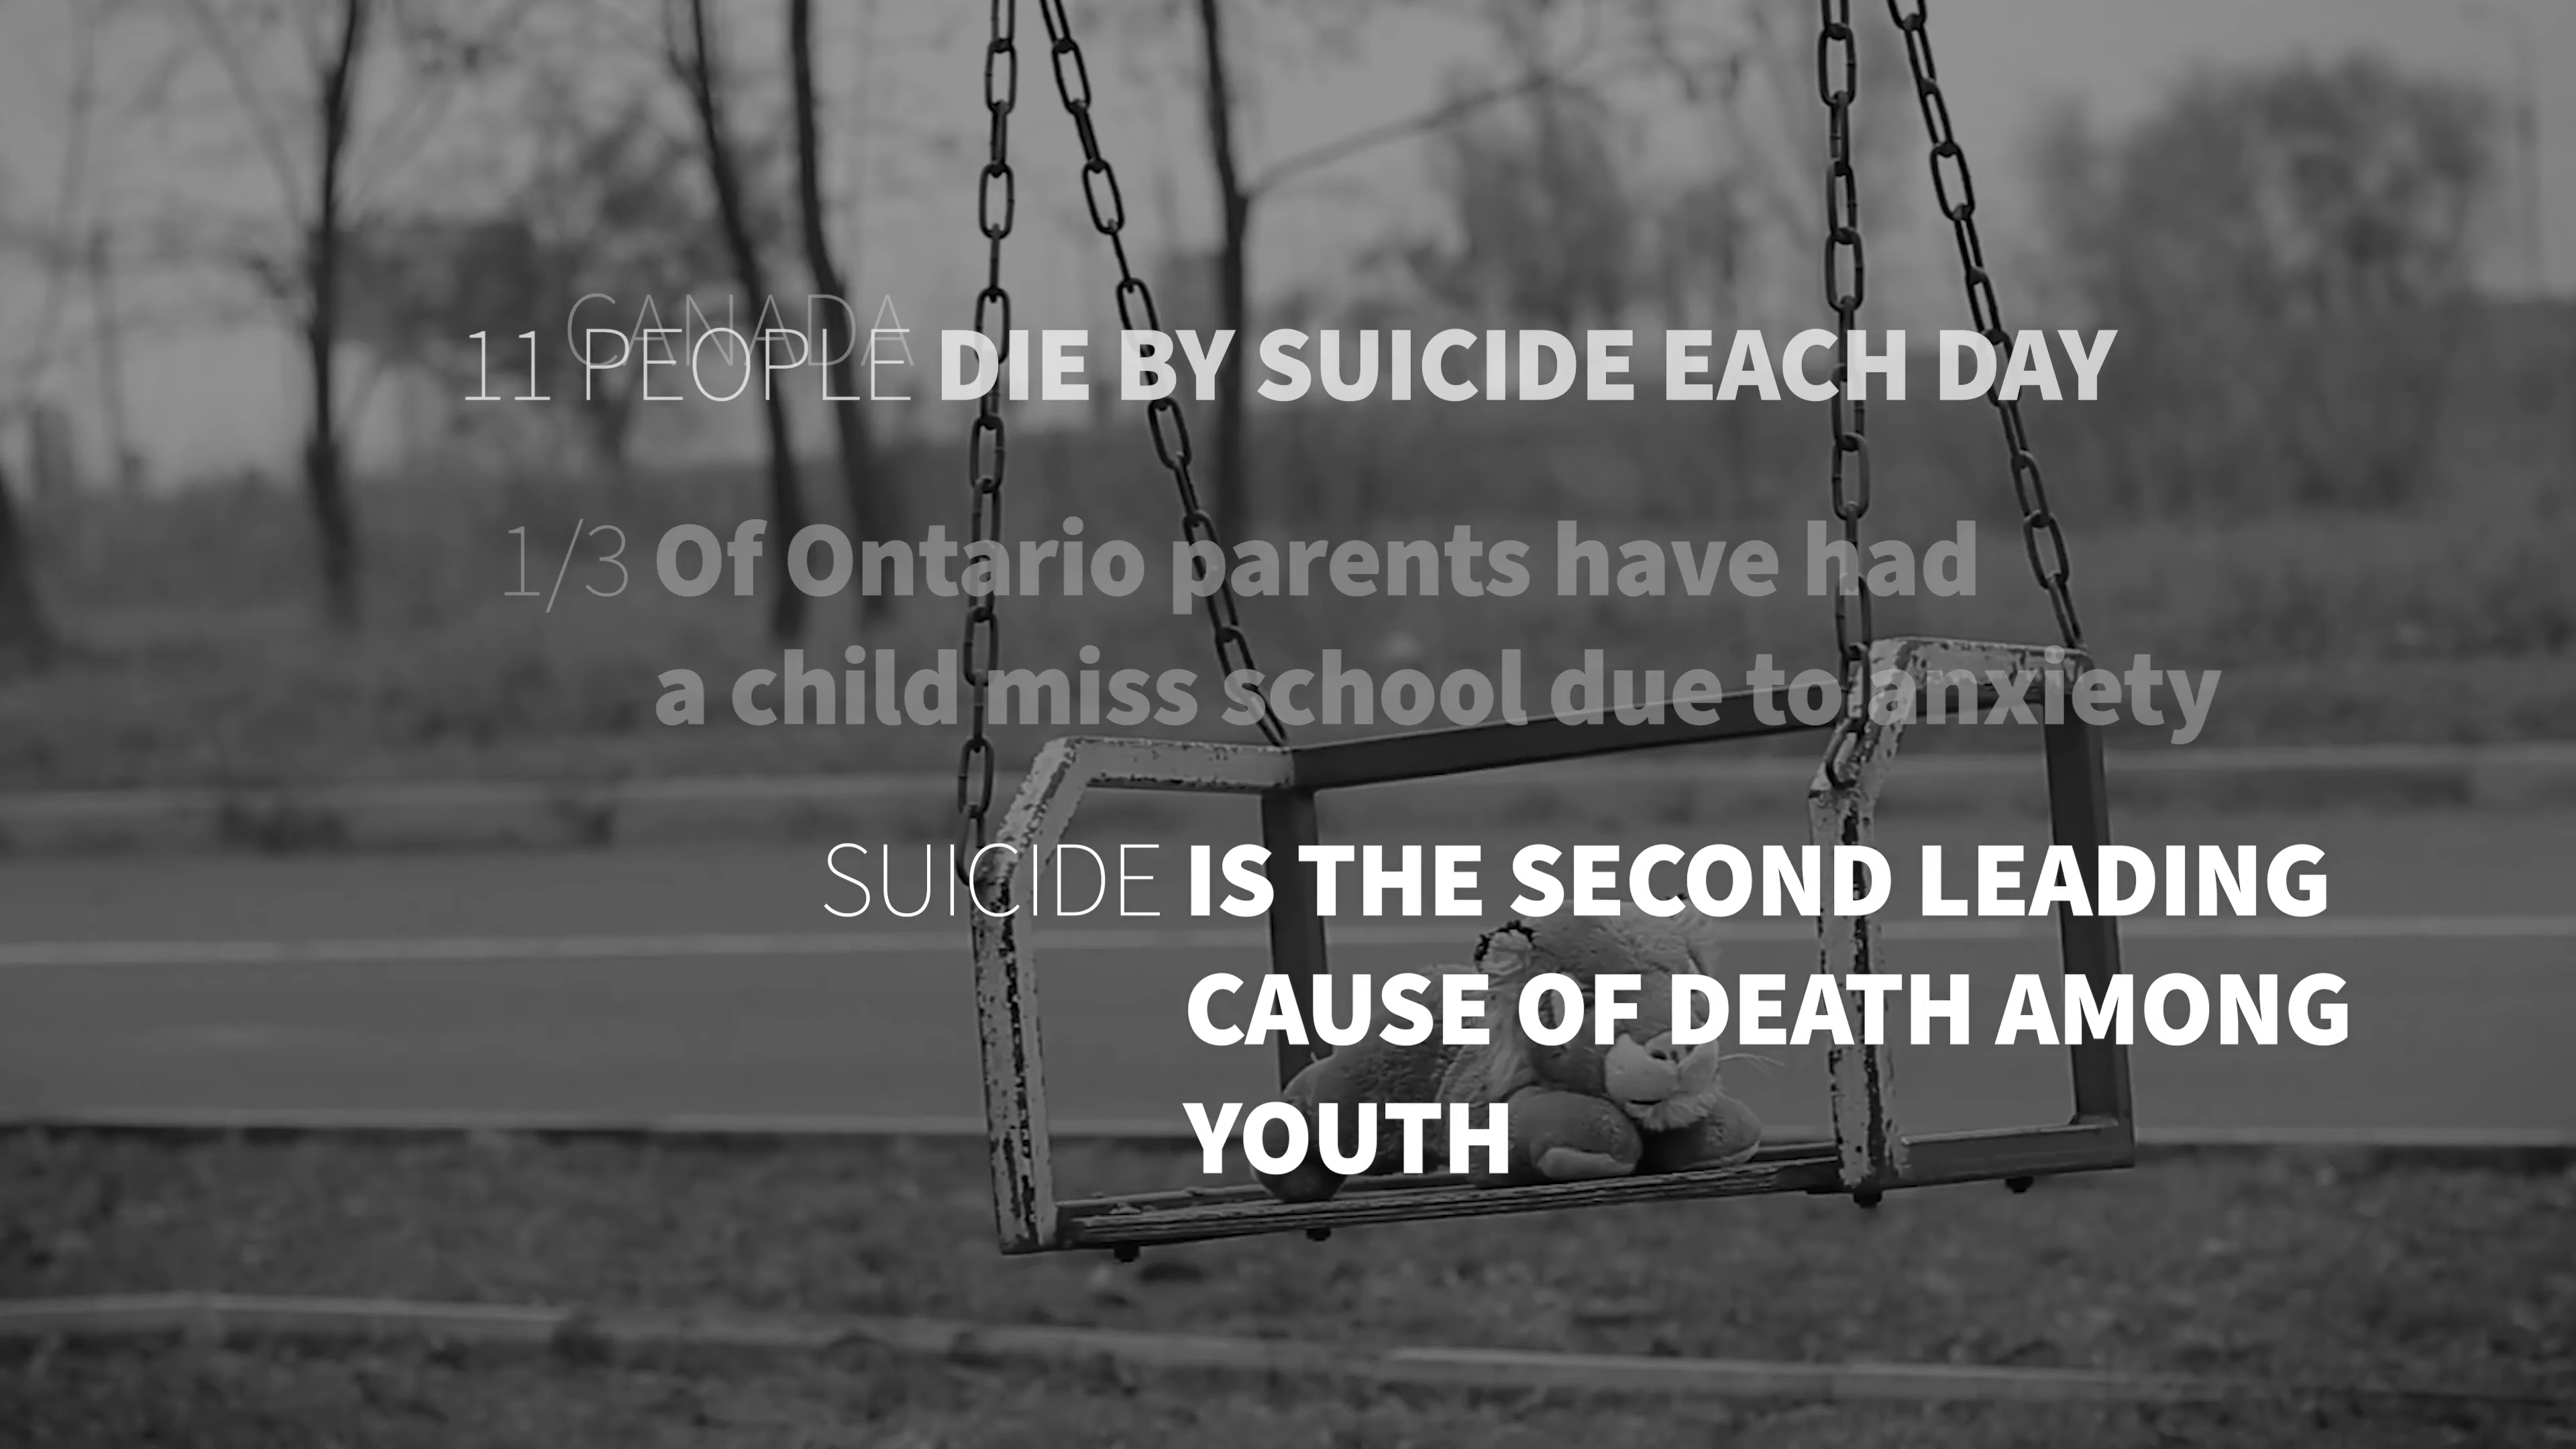 CANADA
11 PEOPLE DIE BY SUICIDE EACH DAY
1/3 Of Ontario parents have had
a child miss school due to anxiety
SUICIDE IS THE SECOND LEADING
CAUSE OF DEATH AMONG
YOUTH